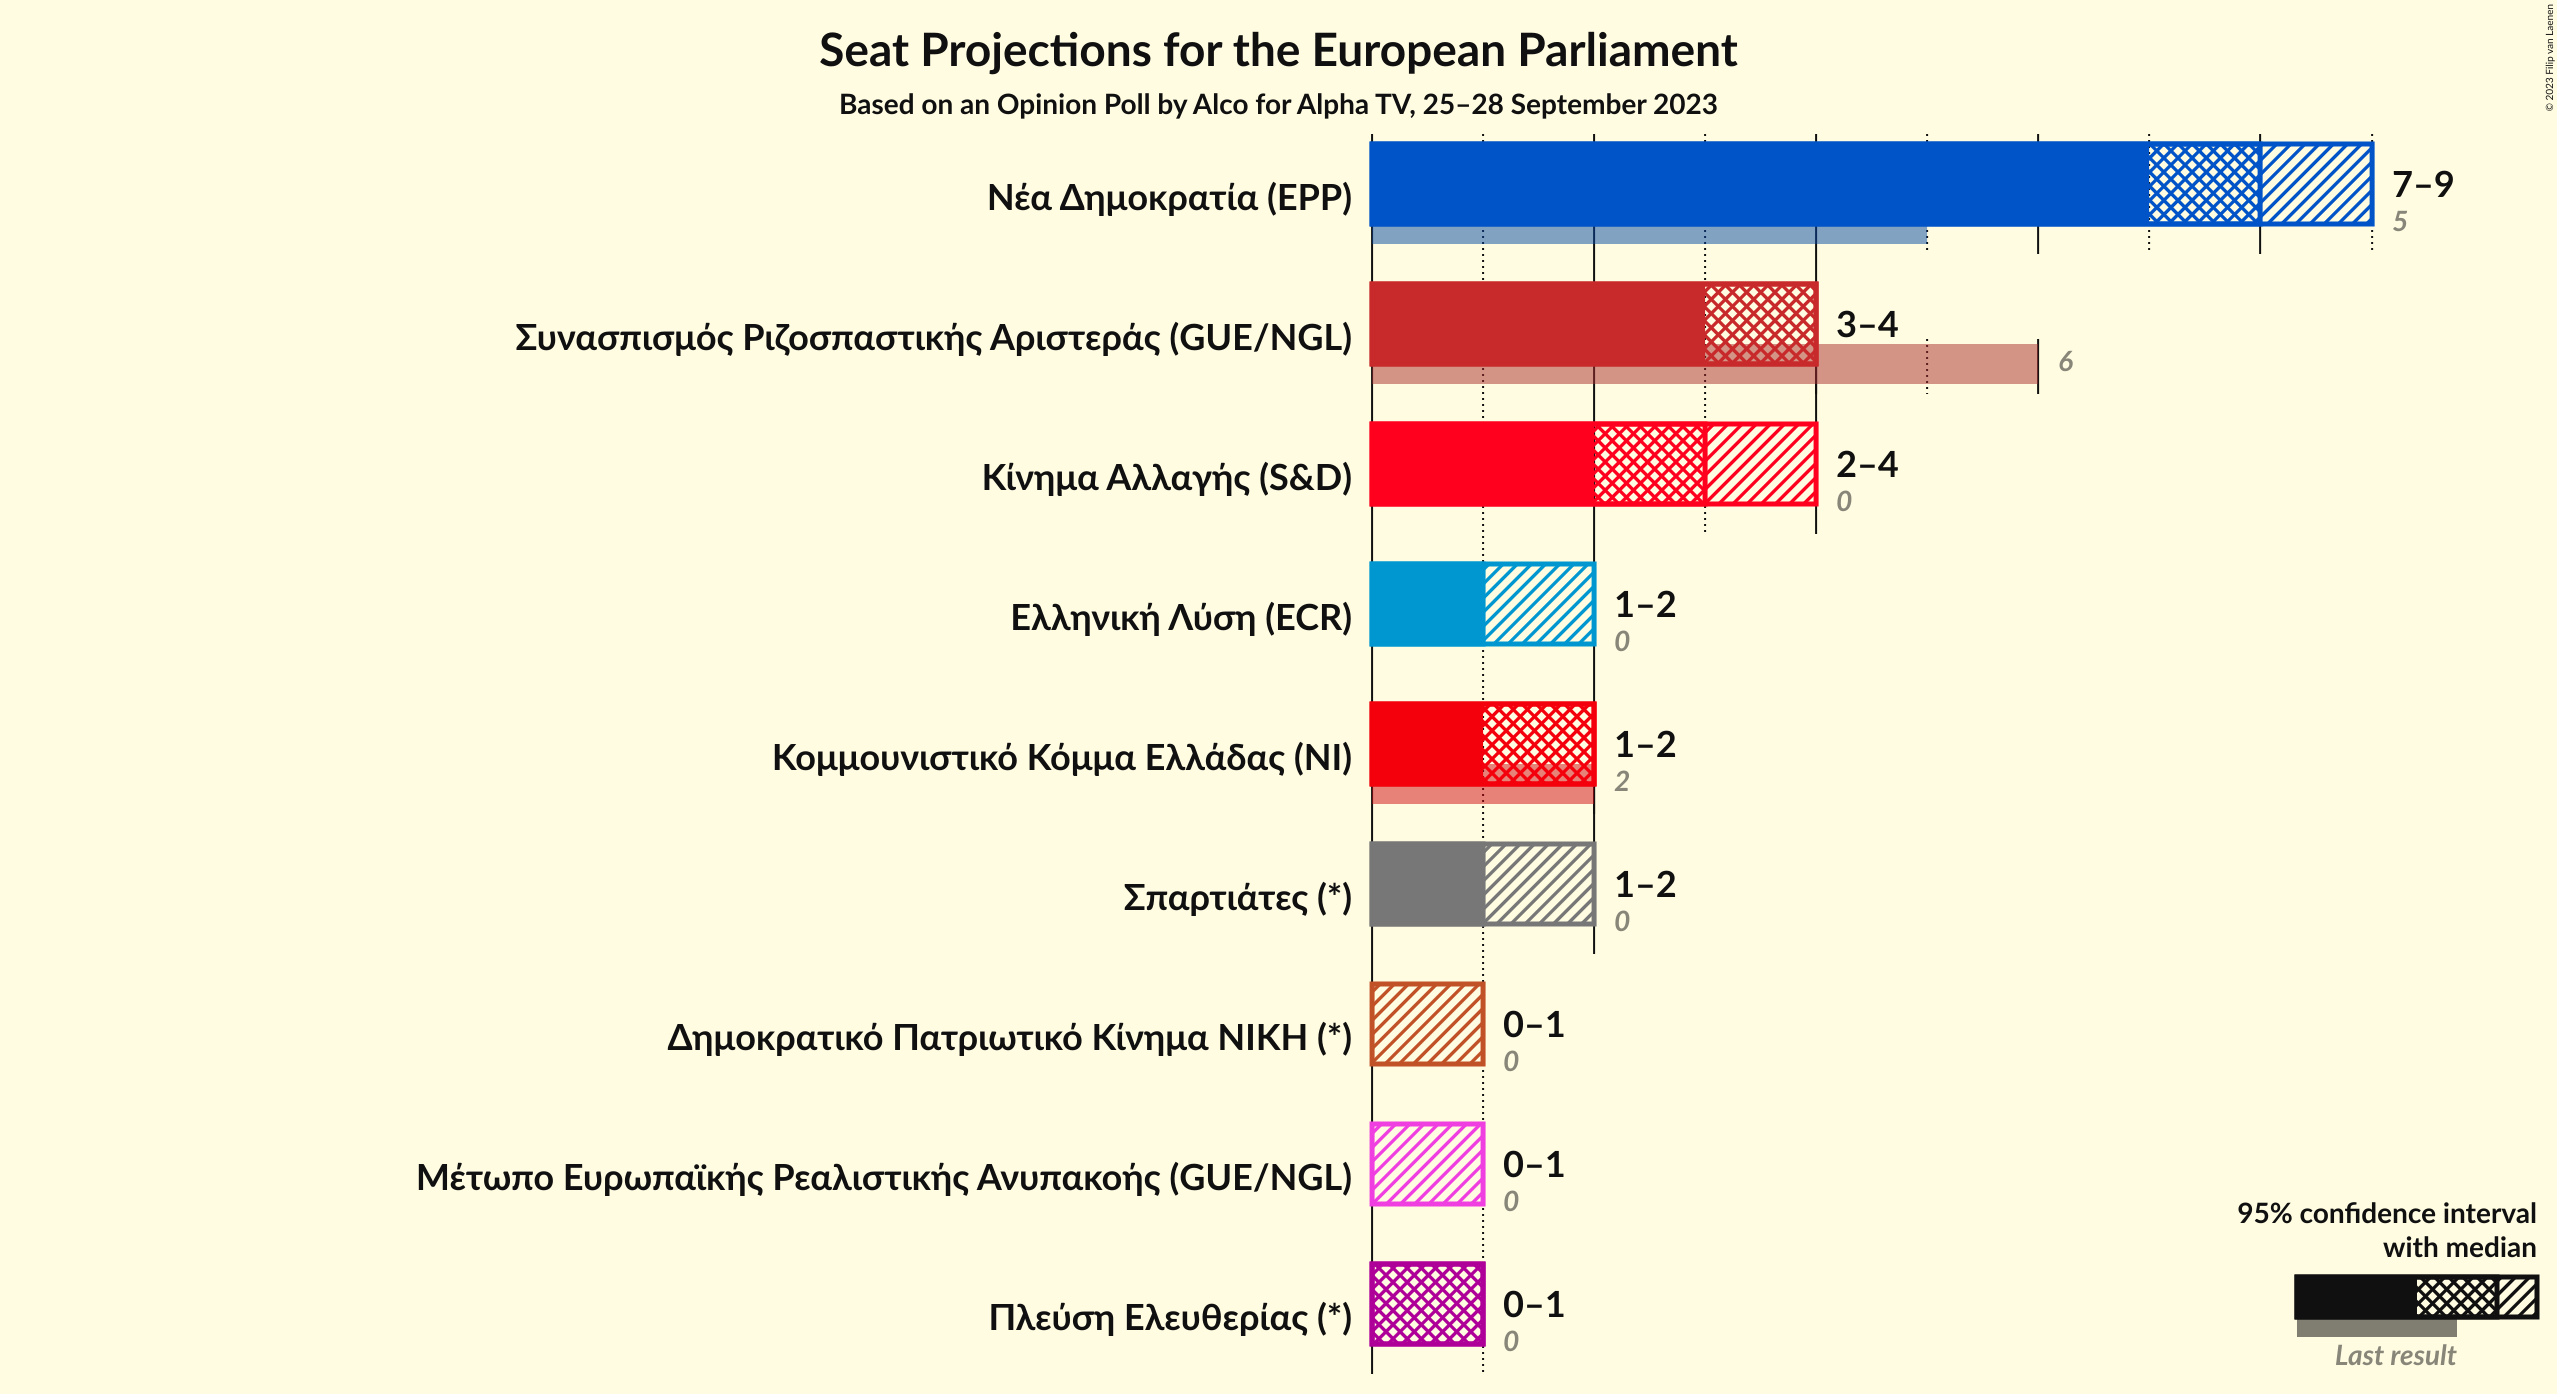 Seat Projections for the European Parliament
Based on an Opinion Poll by Alco for Alpha TV, 25–28 September 2023
© 2023 Filip van Laenen
Νέα Δημοκρατία (EPP)
7–9
5
Συνασπισμός Ριζοσπαστικής Αριστεράς (GUE/NGL)
3–4
6
Κίνημα Αλλαγής (S&D)
2–4
0
Ελληνική Λύση (ECR)
1–2
0
Κομμουνιστικό Κόμμα Ελλάδας (NI)
1–2
2
Σπαρτιάτες (*)
1–2
0
Δημοκρατικό Πατριωτικό Κίνημα ΝΙΚΗ (*)
0–1
0
Μέτωπο Ευρωπαϊκής Ρεαλιστικής Ανυπακοής (GUE/NGL)
0–1
0
Πλεύση Ελευθερίας (*)
0–1
0
95% confidence interval
with median
Last result